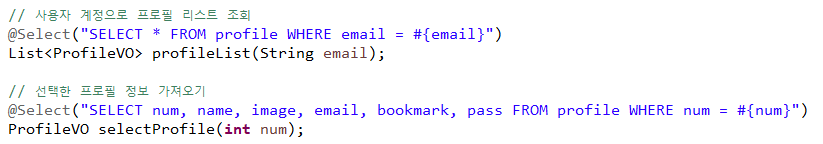 // 사용자 계정으로 프로필 리스트 조회
@Select("SELECT * FROM profile WHERE email = #{email}")
List<ProfileVO> profileList(String email);
// 선택한 프로필 정보 가져오기
@Select("SELECT num, name, image, email, bookmark, pass FROM profile WHERE num = #{num}")
ProfileVO selectProfile(int num);